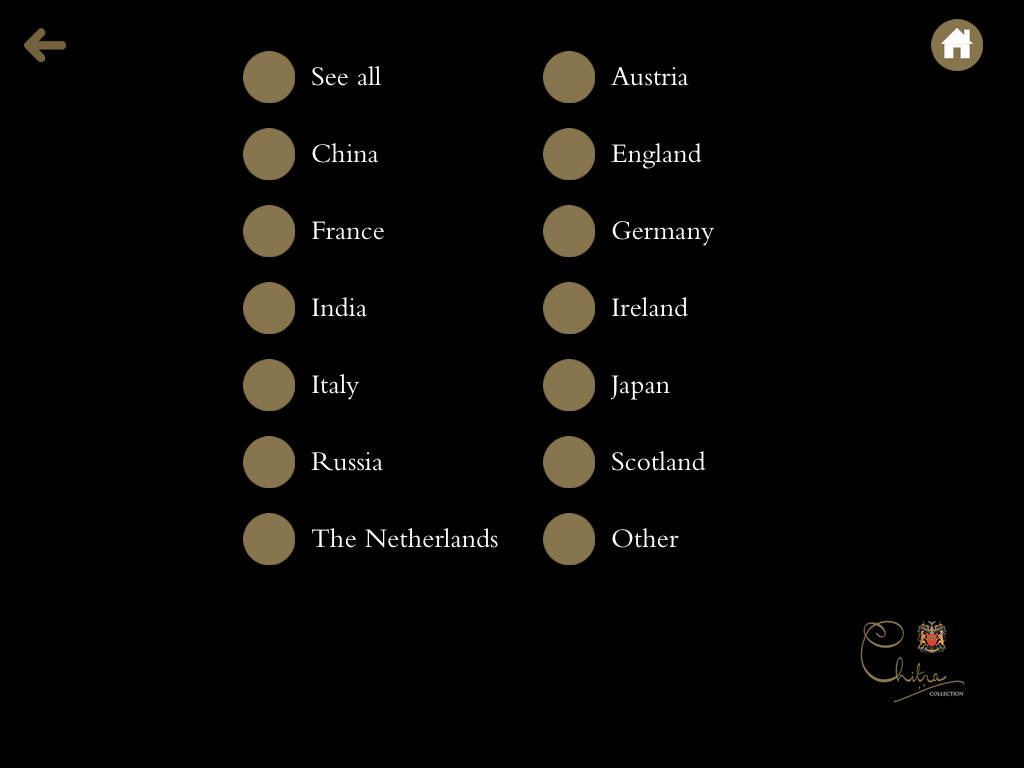 See all
Austria
China
England
France
Germany
India
Ireland
Italy
Japan
Russia
Scotland
The Netherlands
Other
Chitra
COLLECTION